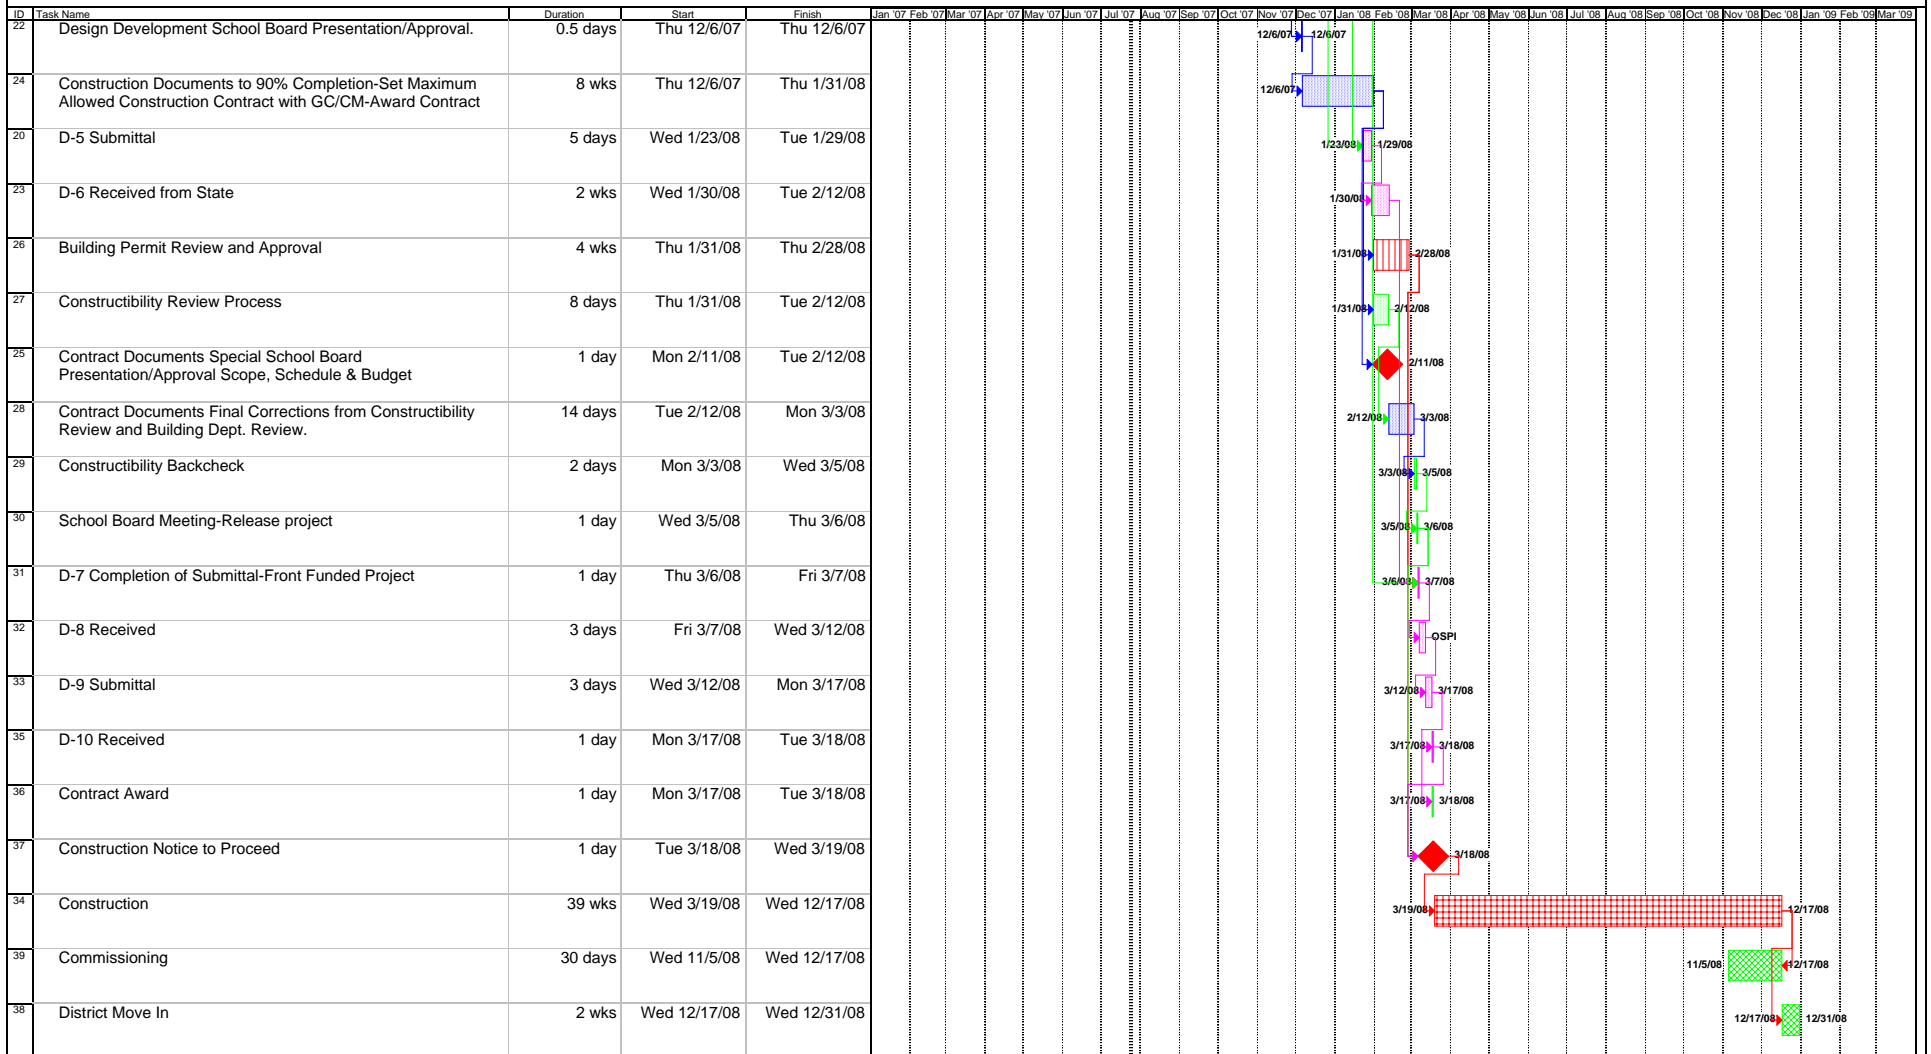 ID Task Name Duration Start Finish Jan '07 Feb '07 Mar '07 Apr '07 May '07 Jun '07 Jul '07 Aug '07 Sep '07 Oct '07 Nov '07 Dec '07 Jan '08 Feb '08 Mar '08 Apr '08 May '08 Jun '08 Jul '08 Aug '08 Sep '08 Oct '08 Nov '08 Dec '08 Jan '09 Feb '09 Mar '09
22 Design Development School Board Presentation/Approval. 0.5 days Thu 12/6/07 Thu 12/6/07 12/6/07 12/6/07
24 Construction Documents to 90% Completion-Set Maximum 8 wks Thu 12/6/07 Thu 1/31/08 12/6/07
Allowed Construction Contract with GC/CM-Award Contract
20 D-5 Submittal 5 days Wed 1/23/08 Tue 1/29/08 1/23/08 1/29/08
23 D-6 Received from State 2 wks Wed 1/30/08 Tue 2/12/08 1/30/08
26 Building Permit Review and Approval 4 wks Thu 1/31/08 Thu 2/28/08 1/31/08 2/28/08
27 Constructibility Review Process 8 days Thu 1/31/08 Tue 2/12/08 1/31/08 2/12/08
25 Contract Documents Special School Board 1 day Mon 2/11/08 Tue 2/12/08 2/11/08
Presentation/Approval Scope, Schedule & Budget
28 Contract Documents Final Corrections from Constructibility 14 days Tue 2/12/08 Mon 3/3/08 2/12/08 3/3/08
Review and Building Dept. Review.
29 Constructibility Backcheck 2 days Mon 3/3/08 Wed 3/5/08 3/3/08 3/5/08
30 School Board Meeting-Release project 1 day Wed 3/5/08 Thu 3/6/08 3/5/08 3/6/08
31 D-7 Completion of Submittal-Front Funded Project 1 day Thu 3/6/08 Fri 3/7/08 3/6/08 3/7/08
32 D-8 Received 3 days Fri 3/7/08 Wed 3/12/08 OSPI
33 D-9 Submittal 3 days Wed 3/12/08 Mon 3/17/08 3/12/08 3/17/08
35 D-10 Received 1 day Mon 3/17/08 Tue 3/18/08 3/17/08 3/18/08
36 Contract Award 1 day Mon 3/17/08 Tue 3/18/08 3/17/08 3/18/08
37 Construction Notice to Proceed 1 day Tue 3/18/08 Wed 3/19/08 3/18/08
34 Construction 39 wks Wed 3/19/08 Wed 12/17/08 3/19/08 12/17/08
39 Commissioning 30 days Wed 11/5/08 Wed 12/17/08 11/5/08 12/17/08
38 District Move In 2 wks Wed 12/17/08 Wed 12/31/08 12/17/08 12/31/08